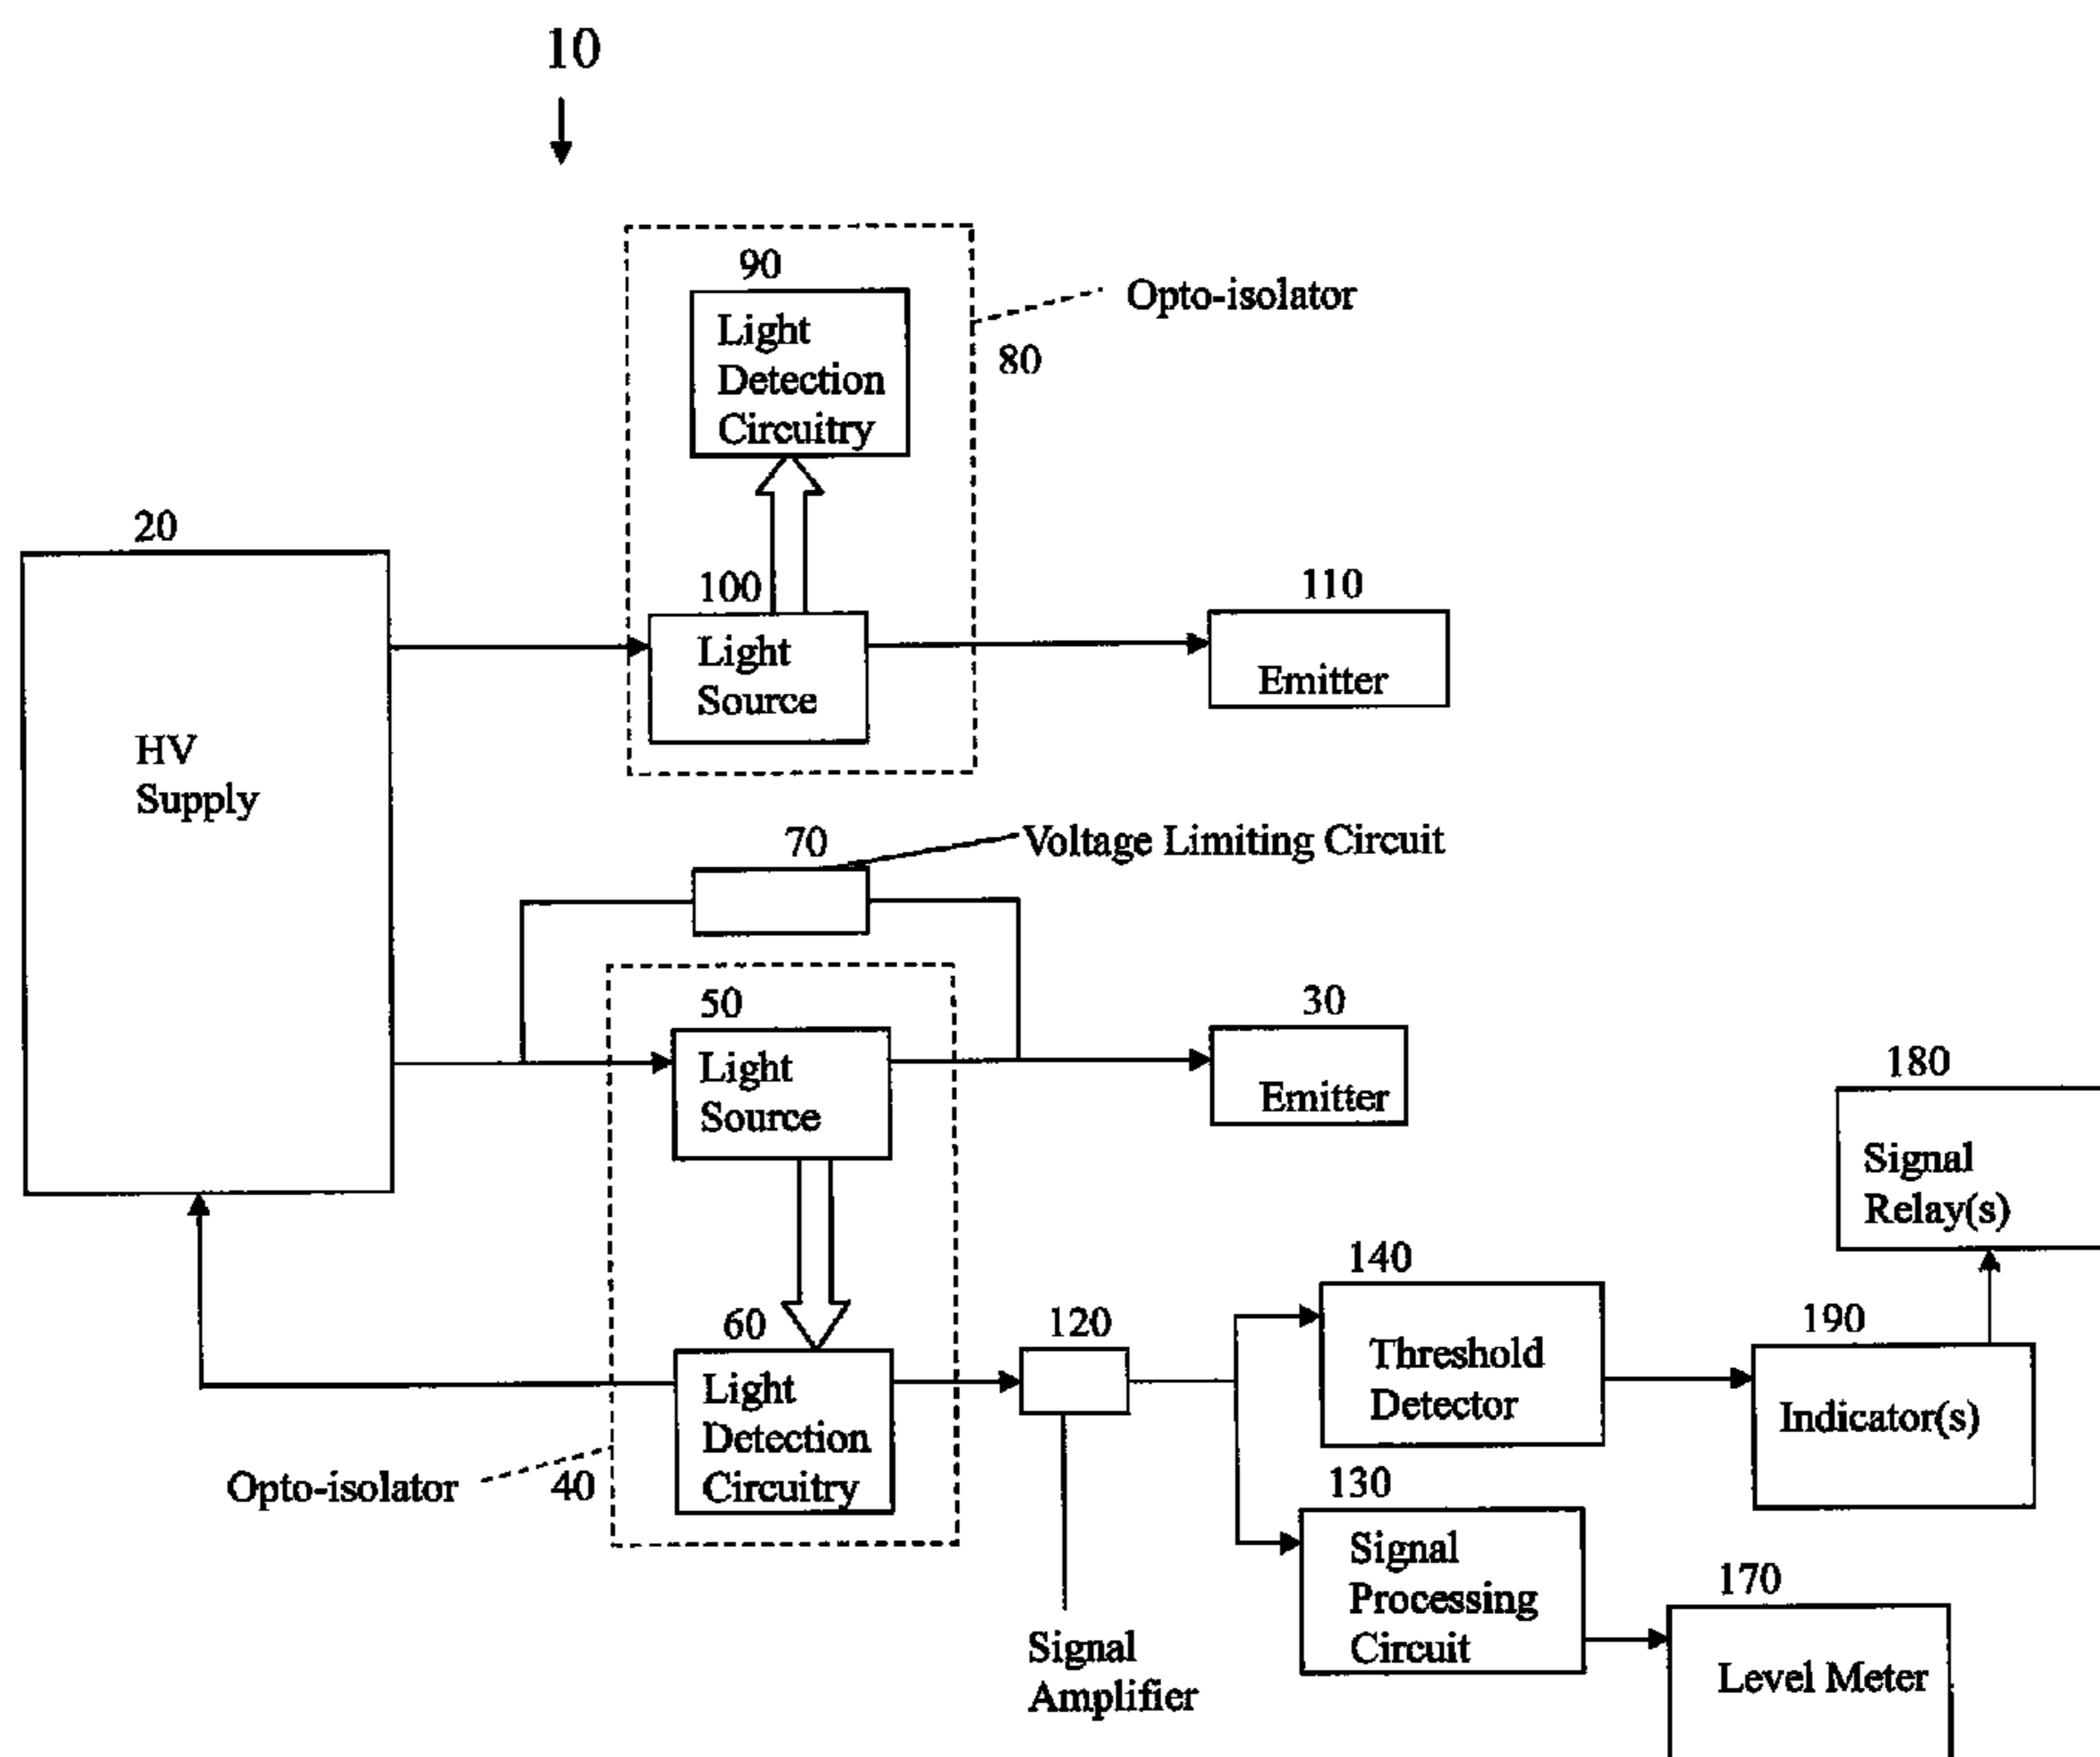 10
90
Light
Detection
Circuitry
Opto-isolator
80
20
HV
Supply
100
Light
Source
110
Emitter
70
Voltage Limiting Circuit
50
Light
Source
30
Emitter
180
Signal
Relay(s)
60
Light
Detection
Circuitry
Opto-isolator
40
120
Signal
Amplifier
140
Threshold
Detector
190
Indicator(s)
130
Signal
Processing
Circuit
170
Level Meter